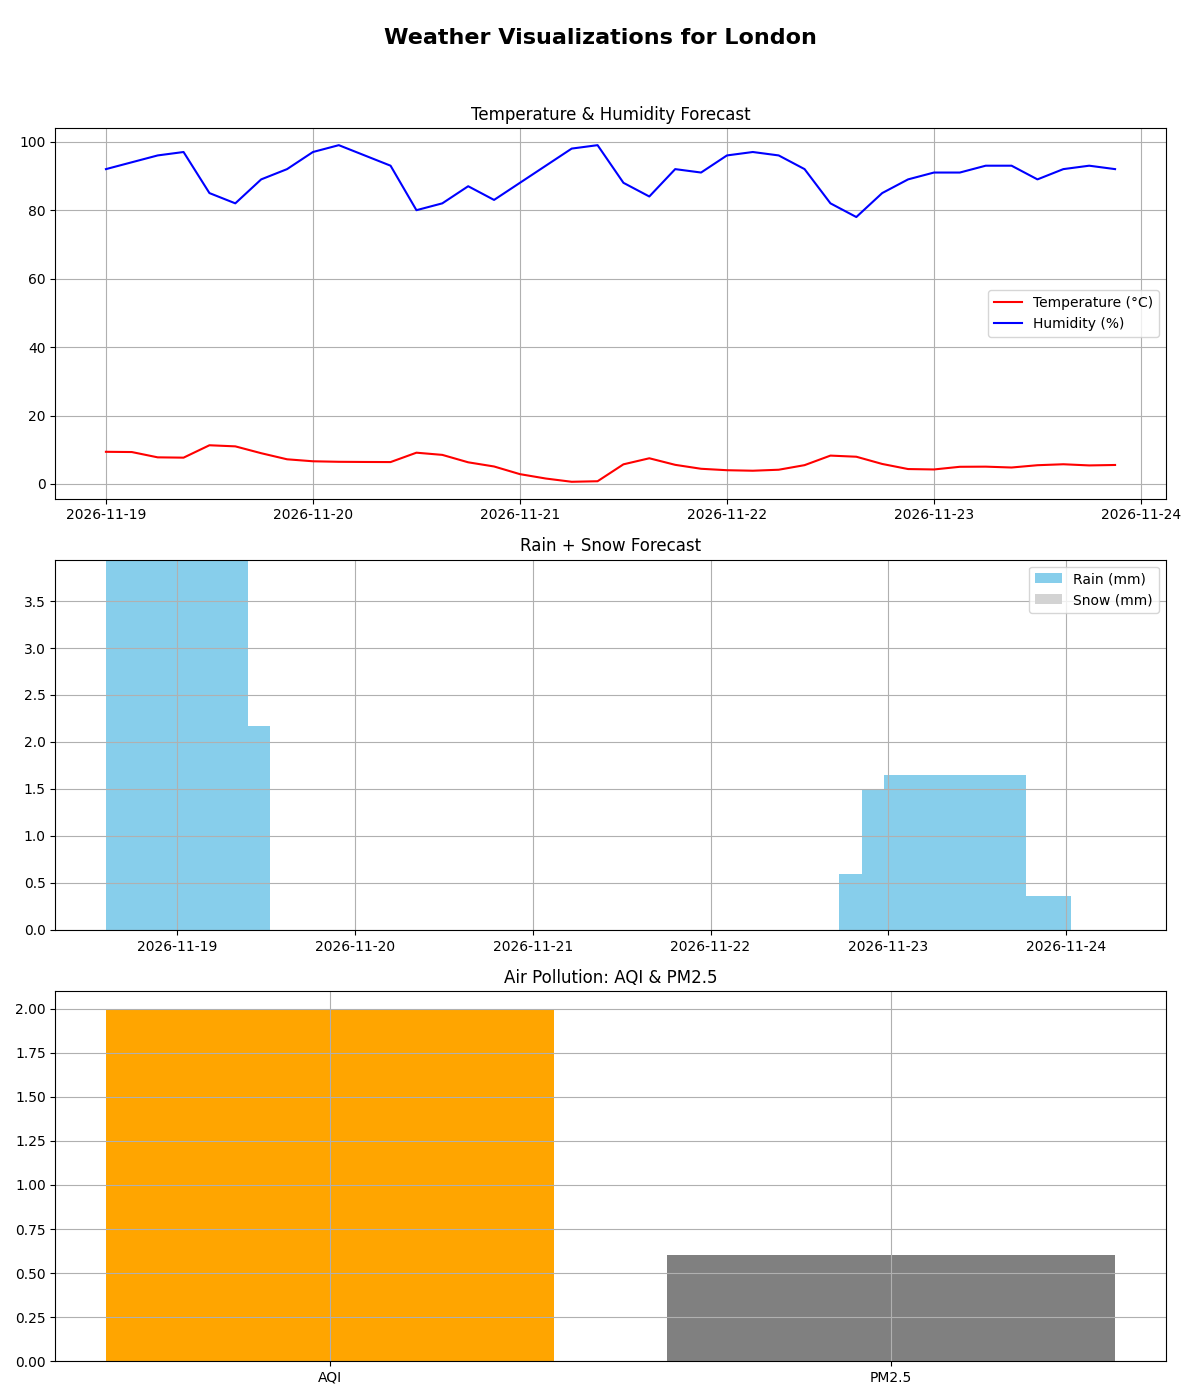 Weather Visualizations for London
Temperature & Humidity Forecast
100
80
60
40
20
0
Temperature (°C)
Humidity (%)
2026-11-19 2026-11-20 2026-11-21 2026-11-22 2026-11-23 2026-11-24
Rain + Snow Forecast
3.5
3.0
2.5
2.0
1.5
1.0
0.5
0.0
Rain (mm)
Snow (mm)
2026-11-19 2026-11-20 2026-11-21 2026-11-22 2026-11-23 2026-11-24
Air Pollution: AQI & PM2.5
2.00
1.75
1.50
1.25
1.00
0.75
0.50
0.25
0.00
AQI PM2.5